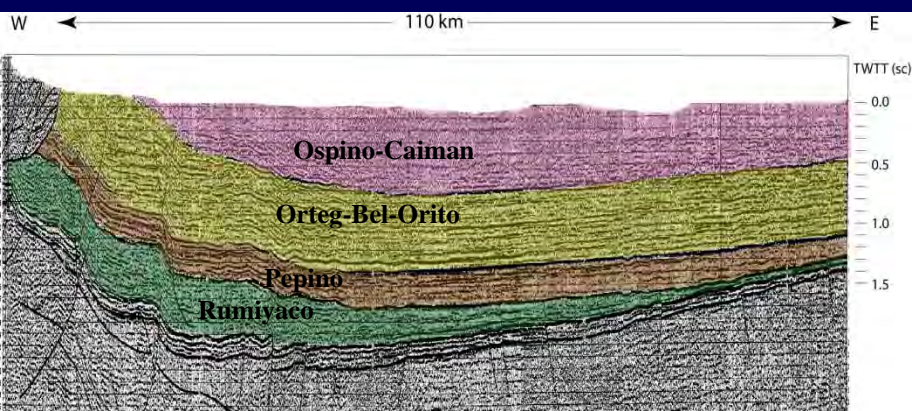 W 110 km E
TWTT (sc)
0.0
Ospino-Caiman
0.5
Orteg-Bel-Orito
1.0
Pepino
1.5
Rumiyaco